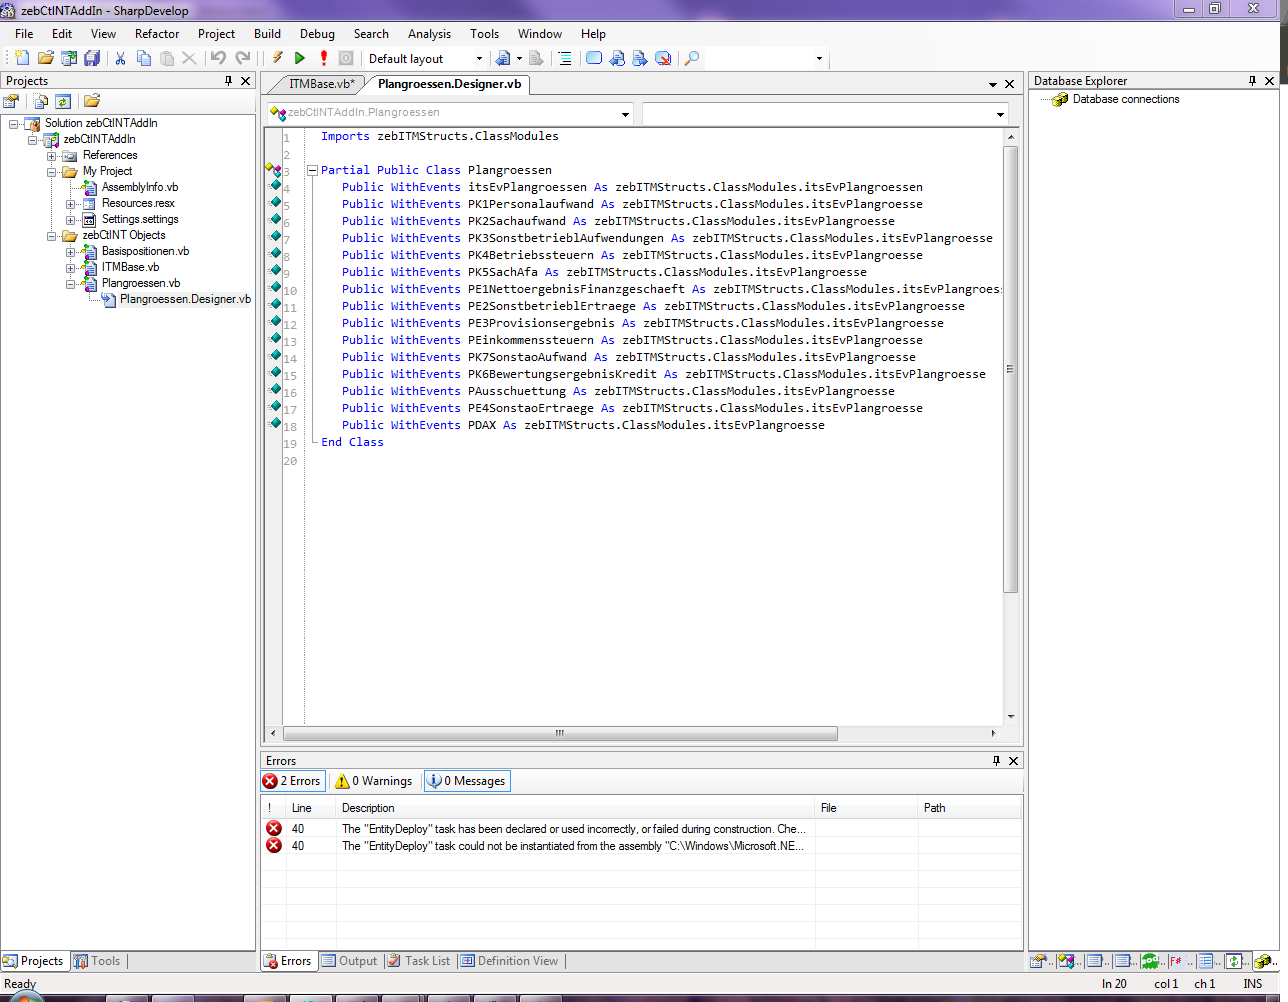 zebCtINTAddIn - SharpDevelop
File Edit View Refactor Project Build Debug Search Analysis Tools Window Help
Default layout
Projects
Solution zebCtINTAddIn
zebCtINTAddIn
References
My Project
AssemblyInfo.vb
Resources.resx
Settings.settings
zebCtINT Objects
Basispositionen.vb
ITMBase.vb
Plangroessen.vb
Plangroessen.Designer.vb
Projects Tools
ITMBase.vb* Plangroessen.Designer.vb
zebCtINTAddIn.Plangroessen
1 Imports zebITMStructs.ClassModules
2
3 Partial Public Class Plangroessen
4 Public WithEvents itsEvPlangroessen As zebITMStructs.ClassModules.itsEvPlangroessen
5 Public WithEvents PK1Personalaufwand As zebITMStructs.ClassModules.itsEvPlangroesse
6 Public WithEvents PK2Sachaufwand As zebITMStructs.ClassModules.itsEvPlangroesse
7 Public WithEvents PK3SonstbetrieblAufwendungen As zebITMStructs.ClassModules.itsEvPlangroesse
8 Public WithEvents PK4Betriebssteuern As zebITMStructs.ClassModules.itsEvPlangroesse
9 Public WithEvents PK5SachAfa As zebITMStructs.ClassModules.itsEvPlangroesse
10 Public WithEvents PE1NettoergebnisFinanzgeschaeft As zebITMStructs.ClassModules.itsEvPlangroes
11 Public WithEvents PE2SonstbetrieblErtraege As zebITMStructs.ClassModules.itsEvPlangroesse
12 Public WithEvents PE3Provisionsergebnis As zebITMStructs.ClassModules.itsEvPlangroesse
13 Public WithEvents PEinkommenssteuern As zebITMStructs.ClassModules.itsEvPlangroesse
14 Public WithEvents PK7SonstaoAufwand As zebITMStructs.ClassModules.itsEvPlangroesse
15 Public WithEvents PK6BewertungsergebnisKredit As zebITMStructs.ClassModules.itsEvPlangroesse
16 Public WithEvents PAusschuettung As zebITMStructs.ClassModules.itsEvPlangroesse
17 Public WithEvents PE4SonstaoErtraege As zebITMStructs.ClassModules.itsEvPlangroesse
18 Public WithEvents PDAX As zebITMStructs.ClassModules.itsEvPlangroesse
19 End Class
20
Errors
2 Errors 0 Warnings 0 Messages
! Line Description File Path
40 The "EntityDeploy" task has been declared or used incorrectly, or failed during construction. Che...
40 The "EntityDeploy" task could not be instantiated from the assembly "C:\Windows\Microsoft.NE...
Errors Output Task List Definition View
Database Explorer
Database connections
Ready ln 20 col 1 ch 1 INS